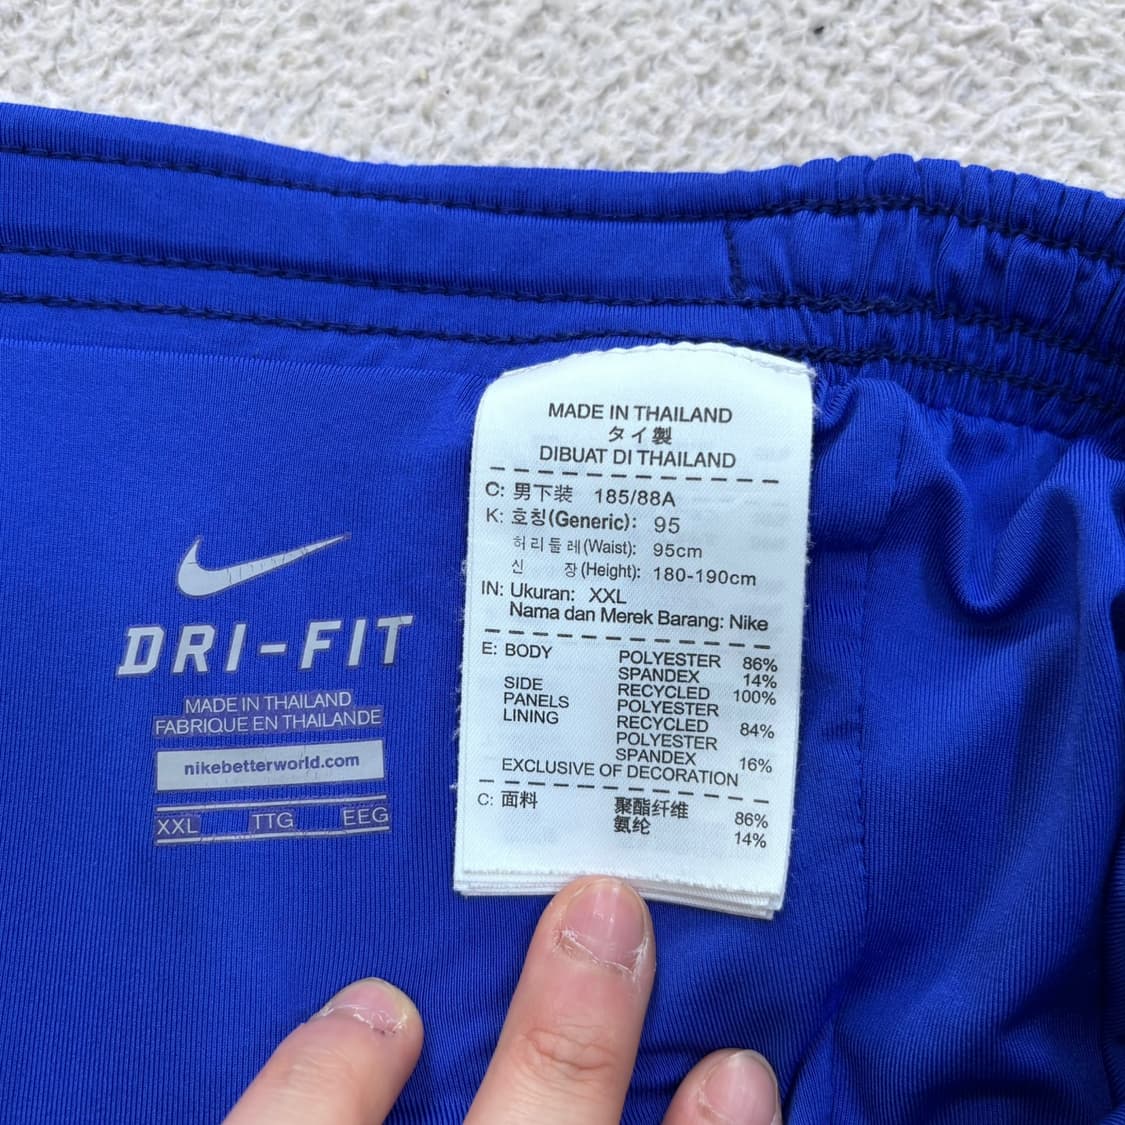 DRI-FIT
MADE IN THAILAND
FABRIQUE EN THAILANDE
nikebetterworld.com
XXL TTG EEG
MADE IN THAILAND
タイ製
DIBUAT DI THAILAND
C: 男下装 185/88A
K: 호칭(Generic): 95
허리둘레(Waist): 95cm
신 장(Height): 180-190cm
IN: Ukuran: XXL
Nama dan Merek Barang: Nike
E: BODY POLYESTER 86%
SPANDEX 14%
SIDE RECYCLED 100%
PANELS POLYESTER
LINING RECYCLED 84%
POLYESTER
SPANDEX 16%
EXCLUSIVE OF DECORATION
C: 面料 聚酯纤维 86%
氨纶 14%